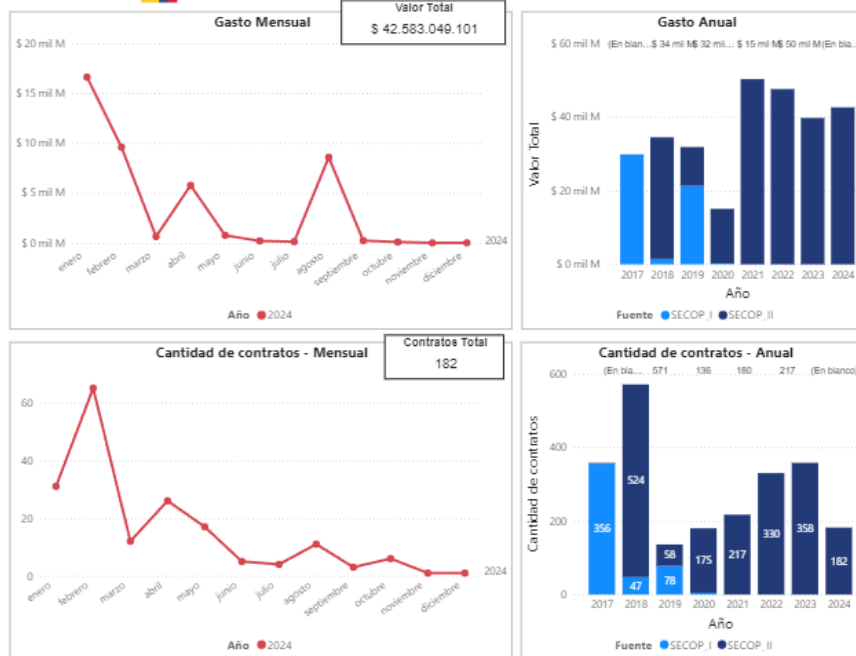 Gasto Mensual
Valor Total
$ 42.583.049.101
$ 20 mil M
$ 15 mil M
$ 10 mil M
$ 5 mil M
$ 0 mil M
enero febrero marzo abril mayo junio julio agosto septiembre octubre noviembre diciembre
2024
Año 2024
Gasto Anual
(En blan... $ 34 mil M $ 32 mil... $ 15 mil M $ 50 mil M (En bla...
$ 60 mil M
$ 40 mil M
$ 20 mil M
$ 0 mil M
Valor Total
2017 2018 2019 2020 2021 2022 2023 2024
Año
Fuente SECOP_I SECOP_II
Cantidad de contratos - Mensual
Contratos Total
182
60
40
20
0
enero febrero marzo abril mayo junio julio agosto septiembre octubre noviembre diciembre
2024
Año 2024
Cantidad de contratos - Anual
(En bla... 571 136 180 217 (En blanco)
600
400
200
0
Cantidad de contratos
356 524 47 58 78 175 217 330 358 182
2017 2018 2019 2020 2021 2022 2023 2024
Año
Fuente SECOP_I SECOP_II